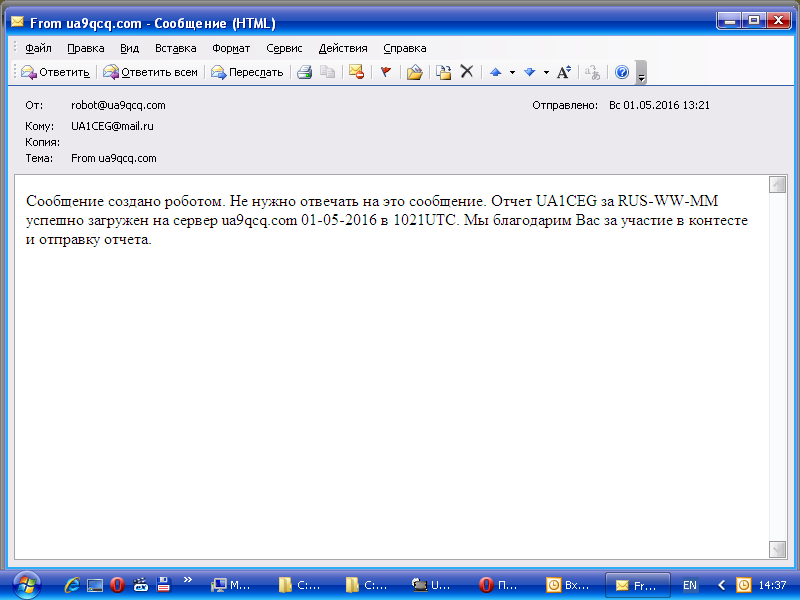 From ua9qcq.com - Сообщение (HTML)
Файл Правка Вид Вставка Формат Сервис Действия Справка
Ответить Ответить всем Переслать
От: robot@ua9qcq.com Отправлено: Вс 01.05.2016 13:21
Кому: UA1CEG@mail.ru
Копия:
Тема: From ua9qcq.com
Сообщение создано роботом. Не нужно отвечать на это сообщение. Отчет UA1CEG за RUS-WW-MM
успешно загружен на сервер ua9qcq.com 01-05-2016 в 1021UTC. Мы благодарим Вас за участие в контесте
и отправку отчета.
M... C:... C:... U... П... Вх... Fr... EN 14:37